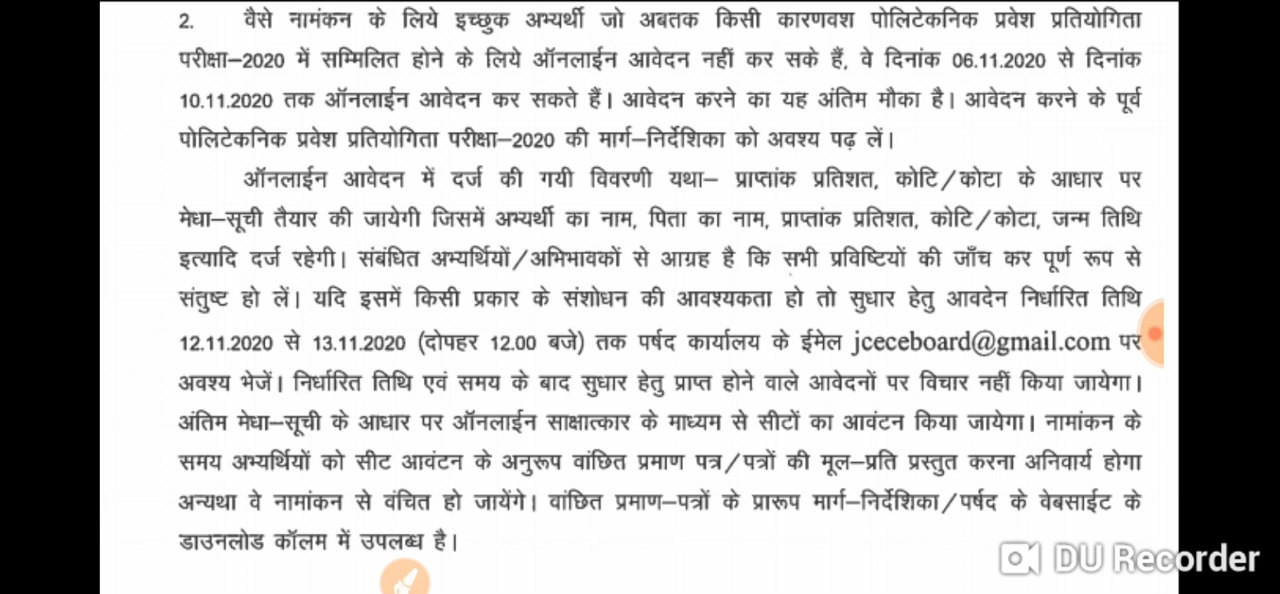 2. वैसे नामंकन के लिये इच्छुक अभ्यर्थी जो अबतक किसी कारणवश पोलिटेकनिक प्रवेश प्रतियोगिता
परीक्षा–2020 में सम्मिलित होने के लिये ऑनलाईन आवेदन नहीं कर सके हैं, वे दिनांक 06.11.2020 से दिनांक
10.11.2020 तक ऑनलाईन आवेदन कर सकते हैं। आवेदन करने का यह अंतिम मौका है। आवेदन करने के पूर्व
पोलिटेकनिक प्रवेश प्रतियोगिता परीक्षा–2020 की मार्ग–निर्देशिका को अवश्य पढ़ लें।
ऑनलाईन आवेदन में दर्ज की गयी विवरणी यथा– प्राप्तांक प्रतिशत, कोटि/कोटा के आधार पर
मेधा–सूची तैयार की जायेगी जिसमें अभ्यर्थी का नाम, पिता का नाम, प्राप्तांक प्रतिशत, कोटि/कोटा, जन्म तिथि
इत्यादि दर्ज रहेगी। संबंधित अभ्यर्थियों/अभिभावकों से आग्रह है कि सभी प्रविष्टियों की जाँच कर पूर्ण रूप से
संतुष्ट हो लें। यदि इसमें किसी प्रकार के संशोधन की आवश्यकता हो तो सुधार हेतु आवदेन निर्धारित तिथि
12.11.2020 से 13.11.2020 (दोपहर 12.00 बजे) तक पर्षद कार्यालय के ईमेल jceceboard@gmail.com पर
अवश्य भेजें। निर्धारित तिथि एवं समय के बाद सुधार हेतु प्राप्त होने वाले आवेदनों पर विचार नहीं किया जायेगा।
अंतिम मेधा–सूची के आधार पर ऑनलाईन साक्षात्कार के माध्यम से सीटों का आवंटन किया जायेगा। नामांकन के
समय अभ्यर्थियों को सीट आवंटन के अनुरूप वांछित प्रमाण पत्र/पत्रों की मूल–प्रति प्रस्तुत करना अनिवार्य होगा
अन्यथा वे नामांकन से वंचित हो जायेंगे। वांछित प्रमाण–पत्रों के प्रारूप मार्ग–निर्देशिका/पर्षद के वेबसाईट के
डाउनलोड कॉलम में उपलब्ध है।
DU Recorder